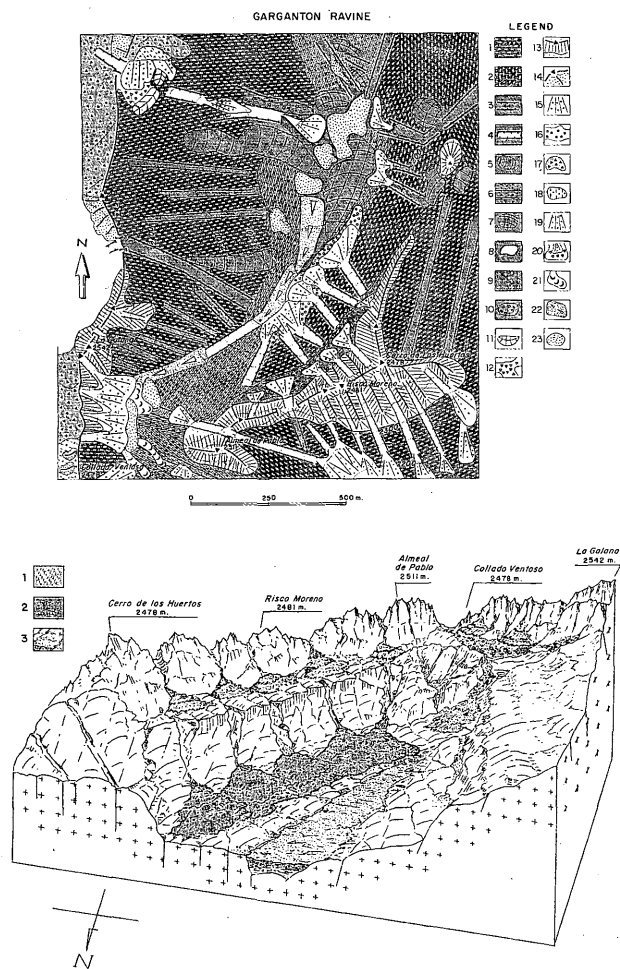 GARGANTON RAVINE
LEGEND
1 13
2 14
3 15
4 16
5 17
6 18
7 19
8 20
9 21
10 22
11 23
12
N
Risco Moreno
Almeal de Pablo
Collado Ventoso
0 250 500 m.
1
2
3
Cerro de los Huertos
2478 m.
Risco Moreno
2481 m.
Almeal
de Pablo
2511 m.
Collado Ventoso
2478 m.
La Galana
2542 m.
N